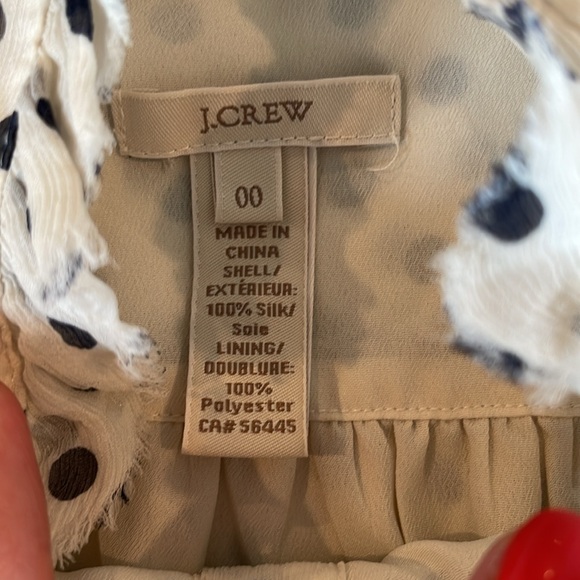 J.CREW
00
MADE IN
CHINA
SHELL/
EXTÉRIEUR:
100% Silk/
Soie
LINING/
DOUBLURE:
100%
Polyester
CA# 56445